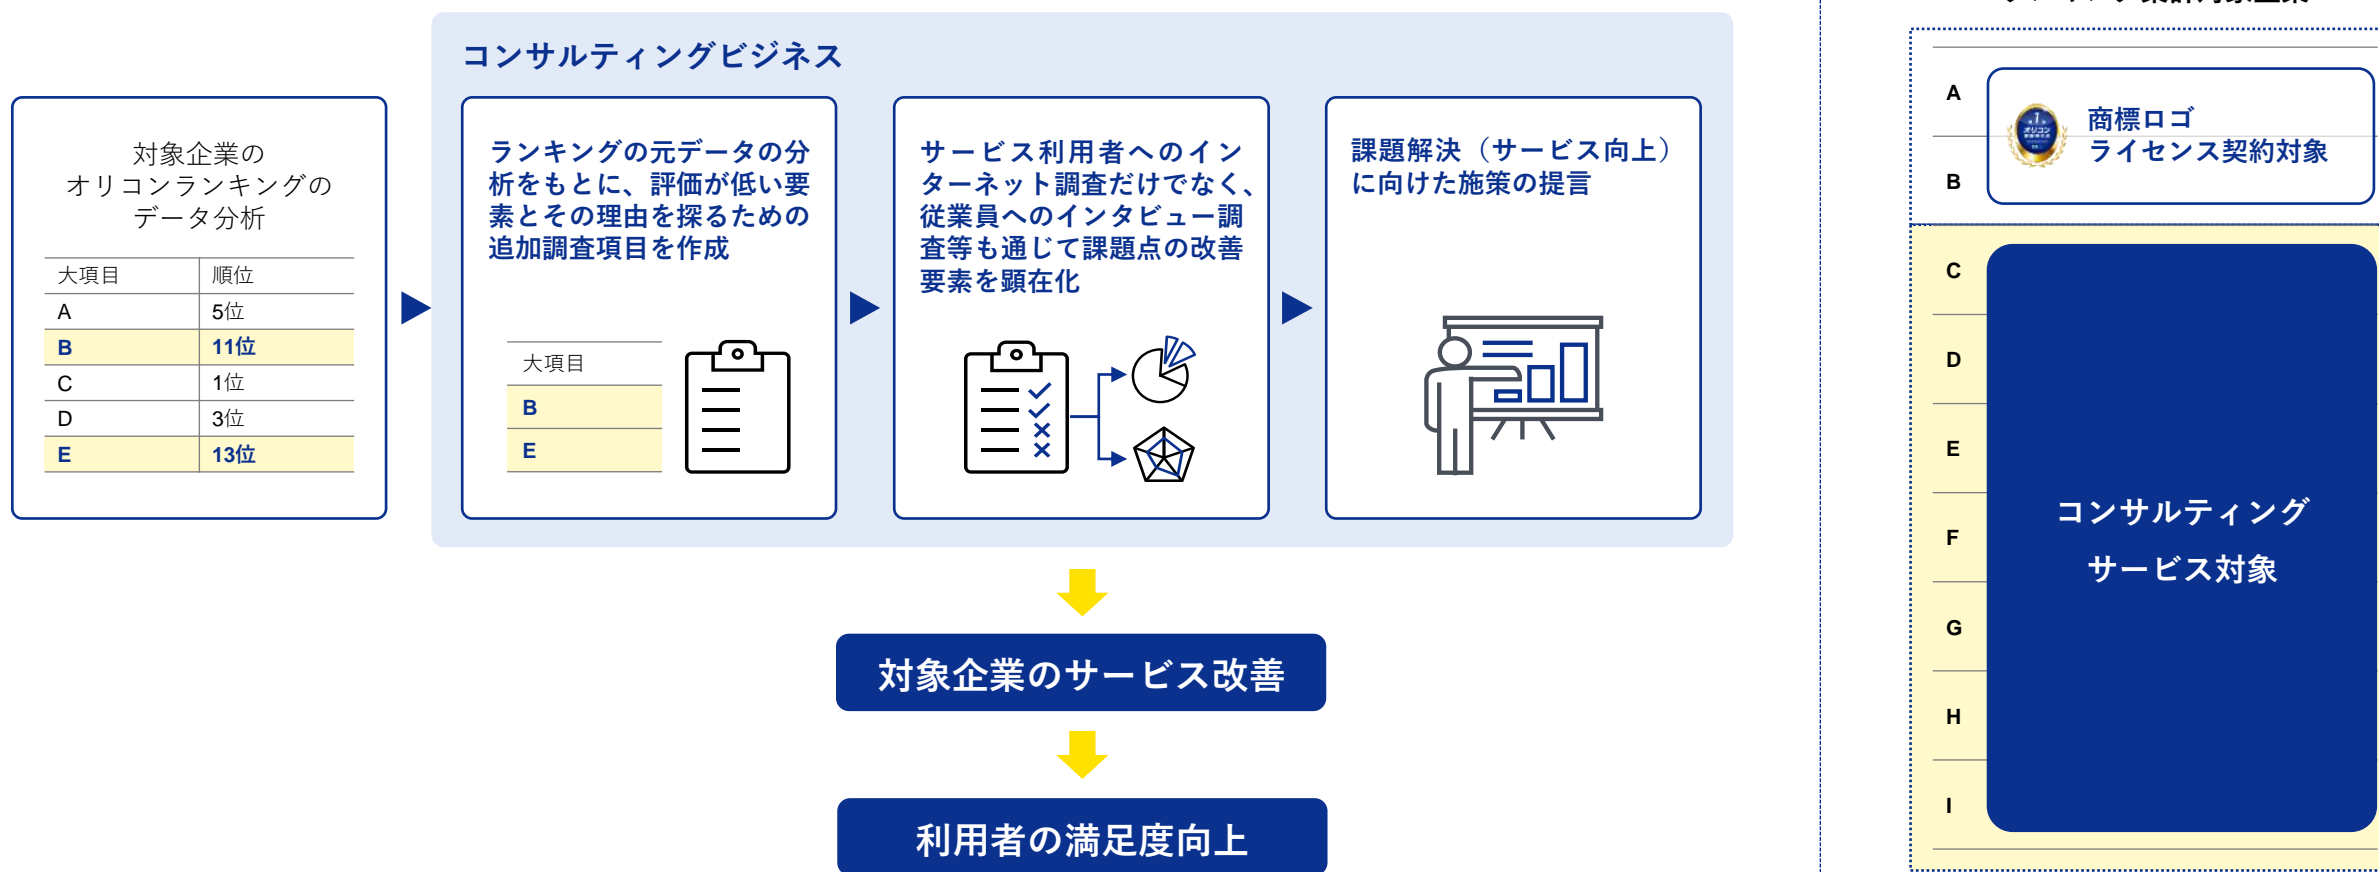 コンサルティングビジネス
対象企業の
オリコンランキングの
データ分析
大項目 順位
A 5位
B 11位
C 1位
D 3位
E 13位
ランキングの元データの分
析をもとに、評価が低い要
素とその理由を探るための
追加調査項目を作成
大項目
B
E
サービス利用者へのイン
ターネット調査だけでなく、
従業員へのインタビュー調
査等も通じて課題点の改善
要素を顕在化
課題解決（サービス向上）
に向けた施策の提言
対象企業のサービス改善
利用者の満足度向上
A
B
オリコン
商標ロゴ
ライセンス契約対象
C
D
E
F
G
H
I
コンサルティング
サービス対象